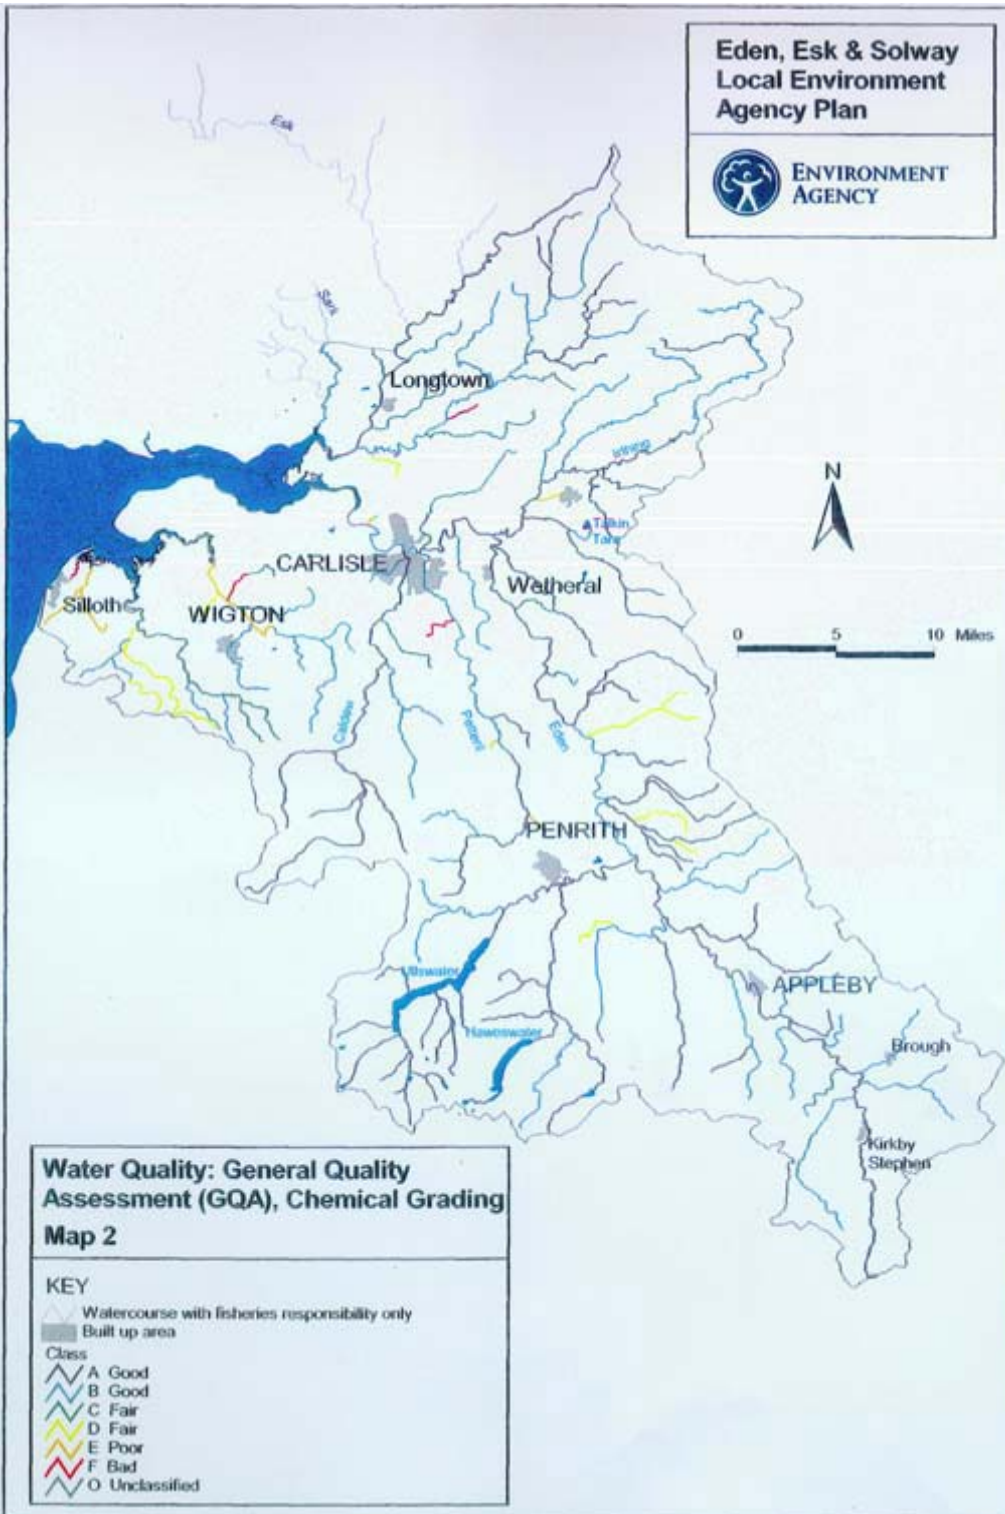 Eden, Esk & Solway
Local Environment
Agency Plan
ENVIRONMENT
AGENCY
Esk
Sark
Longtown
Irthing
N
Talkin
Tarn
CARLISLE
Wetheral
Silloth
WIGTON
0 5 10 Miles
Caldew
Petteril
Eden
PENRITH
Ullswater
APPLEBY
Haweswater
Brough
Kirkby
Stephen
Water Quality: General Quality
Assessment (GQA), Chemical Grading
Map 2
KEY
Watercourse with fisheries responsibility only
Built up area
Class
A Good
B Good
C Fair
D Fair
E Poor
F Bad
O Unclassified